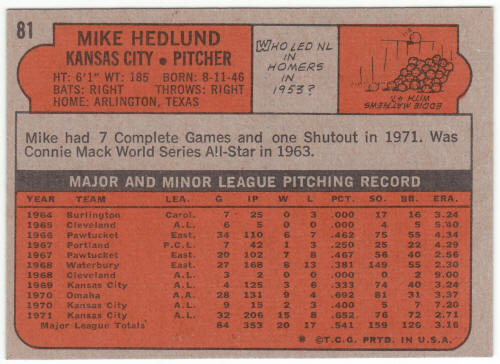 81
MIKE HEDLUND
KANSAS CITY • PITCHER
HT: 6'1" WT: 185 BORN: 8-11-46
BATS: RIGHT THROWS: RIGHT
HOME: ARLINGTON, TEXAS
WHO LED NL
IN
HOMERS
IN
1953?
EDDIE MATHEWS
WITH 47.
Mike had 7 Complete Games and one Shutout in 1971. Was
Connie Mack World Series All-Star in 1963.
MAJOR AND MINOR LEAGUE PITCHING RECORD
YEAR TEAM LEA. G IP W L PCT. SO. BB. ERA.
1964 Burlington Carol. 7 25 0 3 .000 17 16 3.24
1965 Cleveland A.L. 6 5 0 0 .000 4 5 5.40
1966 Pawtucket East. 34 110 6 7 .462 75 55 4.34
1967 Portland P.C.L. 7 42 1 3 .250 25 22 4.29
1967 Pawtucket East. 20 102 7 8 .467 56 40 2.56
1968 Waterbury East. 27 168 8 13 .381 149 55 2.30
1968 Cleveland A.L. 3 2 0 0 .000 0 2 9.00
1969 Kansas City A.L. 4 125 3 6 .333 74 40 3.24
1970 Omaha A.A. 28 131 9 4 .692 81 31 3.37
1970 Kansas City A.L. 9 15 2 3 .400 5 7 7.20
1971 Kansas City A.L. 32 206 15 8 .652 76 72 2.71
Major League Totals 84 353 20 17 .541 159 126 3.16
* © T.C.G. PRTD. IN U.S.A.